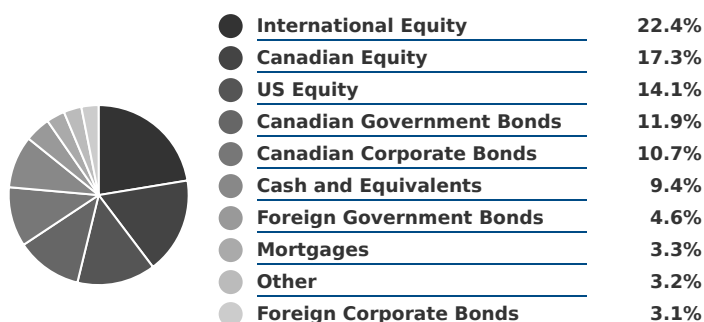 International Equity 22.4%
Canadian Equity 17.3%
US Equity 14.1%
Canadian Government Bonds 11.9%
Canadian Corporate Bonds 10.7%
Cash and Equivalents 9.4%
Foreign Government Bonds 4.6%
Mortgages 3.3%
Other 3.2%
Foreign Corporate Bonds 3.1%